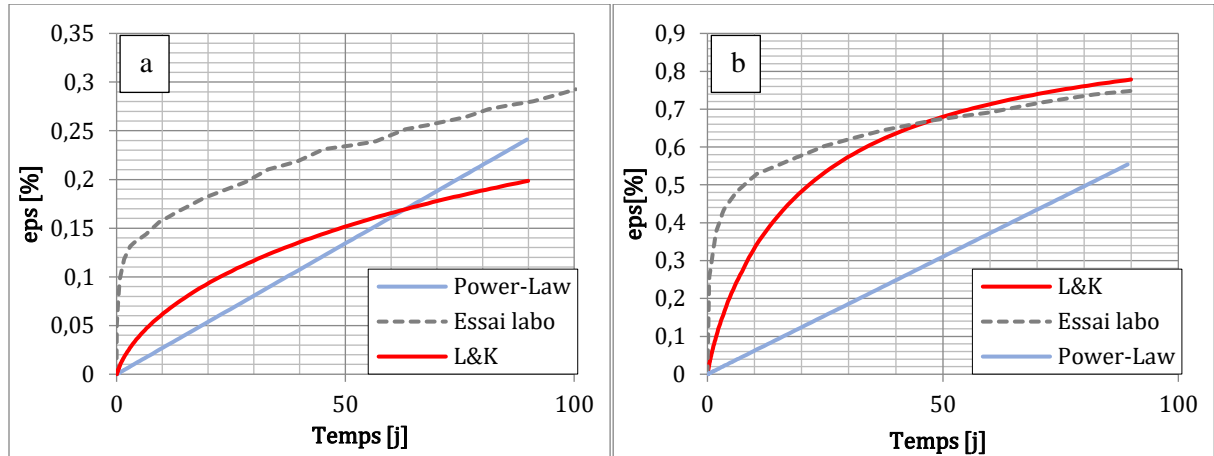 a
0,35
0,3
0,25
0,2
0,15
0,1
0,05
0
eps [%]
0
50
100
Temps [j]
Power-Law
Essai labo
L&K
b
0,9
0,8
0,7
0,6
0,5
0,4
0,3
0,2
0,1
0
eps[%]
0
50
100
Temps [j]
L&K
Essai labo
Power-Law